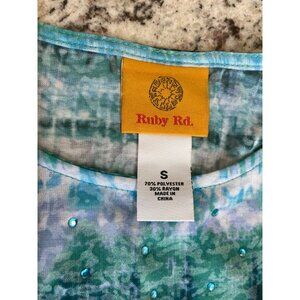 Ruby Rd.
S
70% POLYESTER
30% RAYON
MADE IN
CHINA